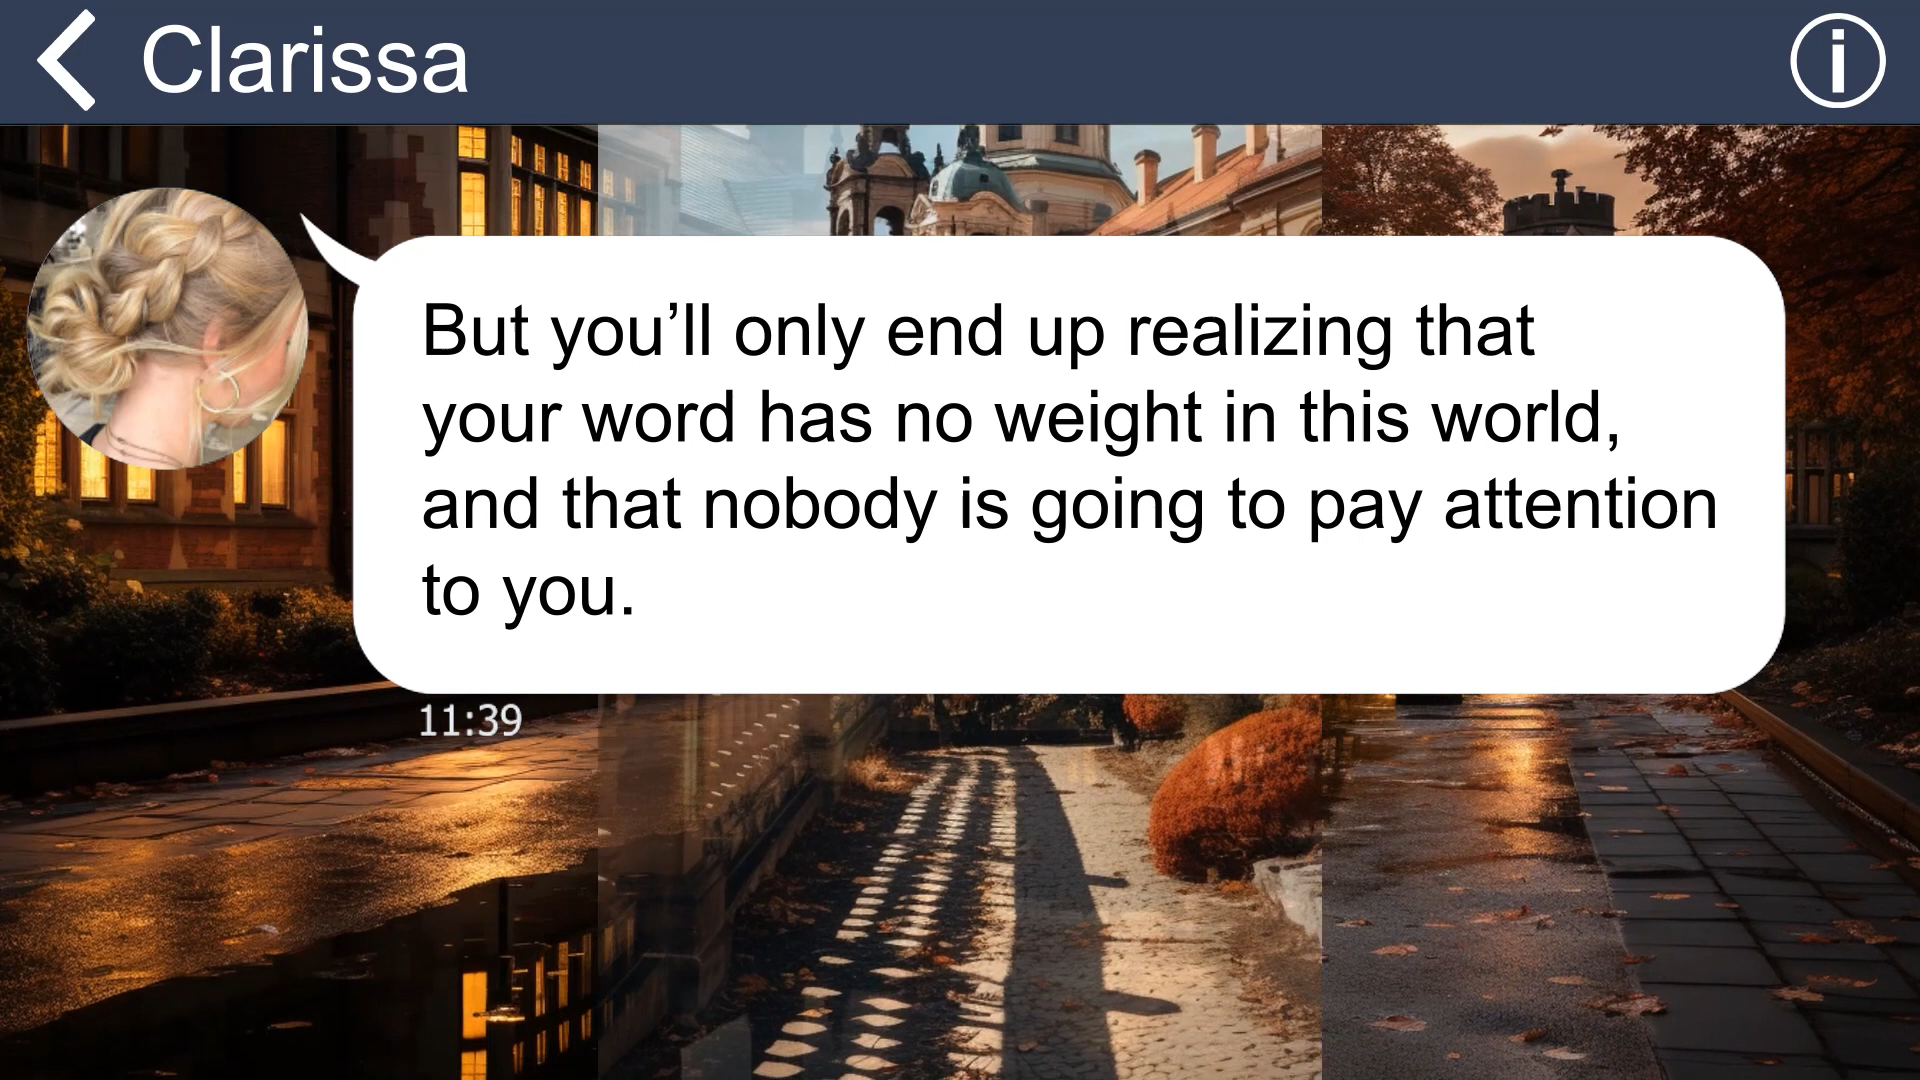 Clarissa
But you’ll only end up realizing that
your word has no weight in this world,
and that nobody is going to pay attention
to you.
11:39